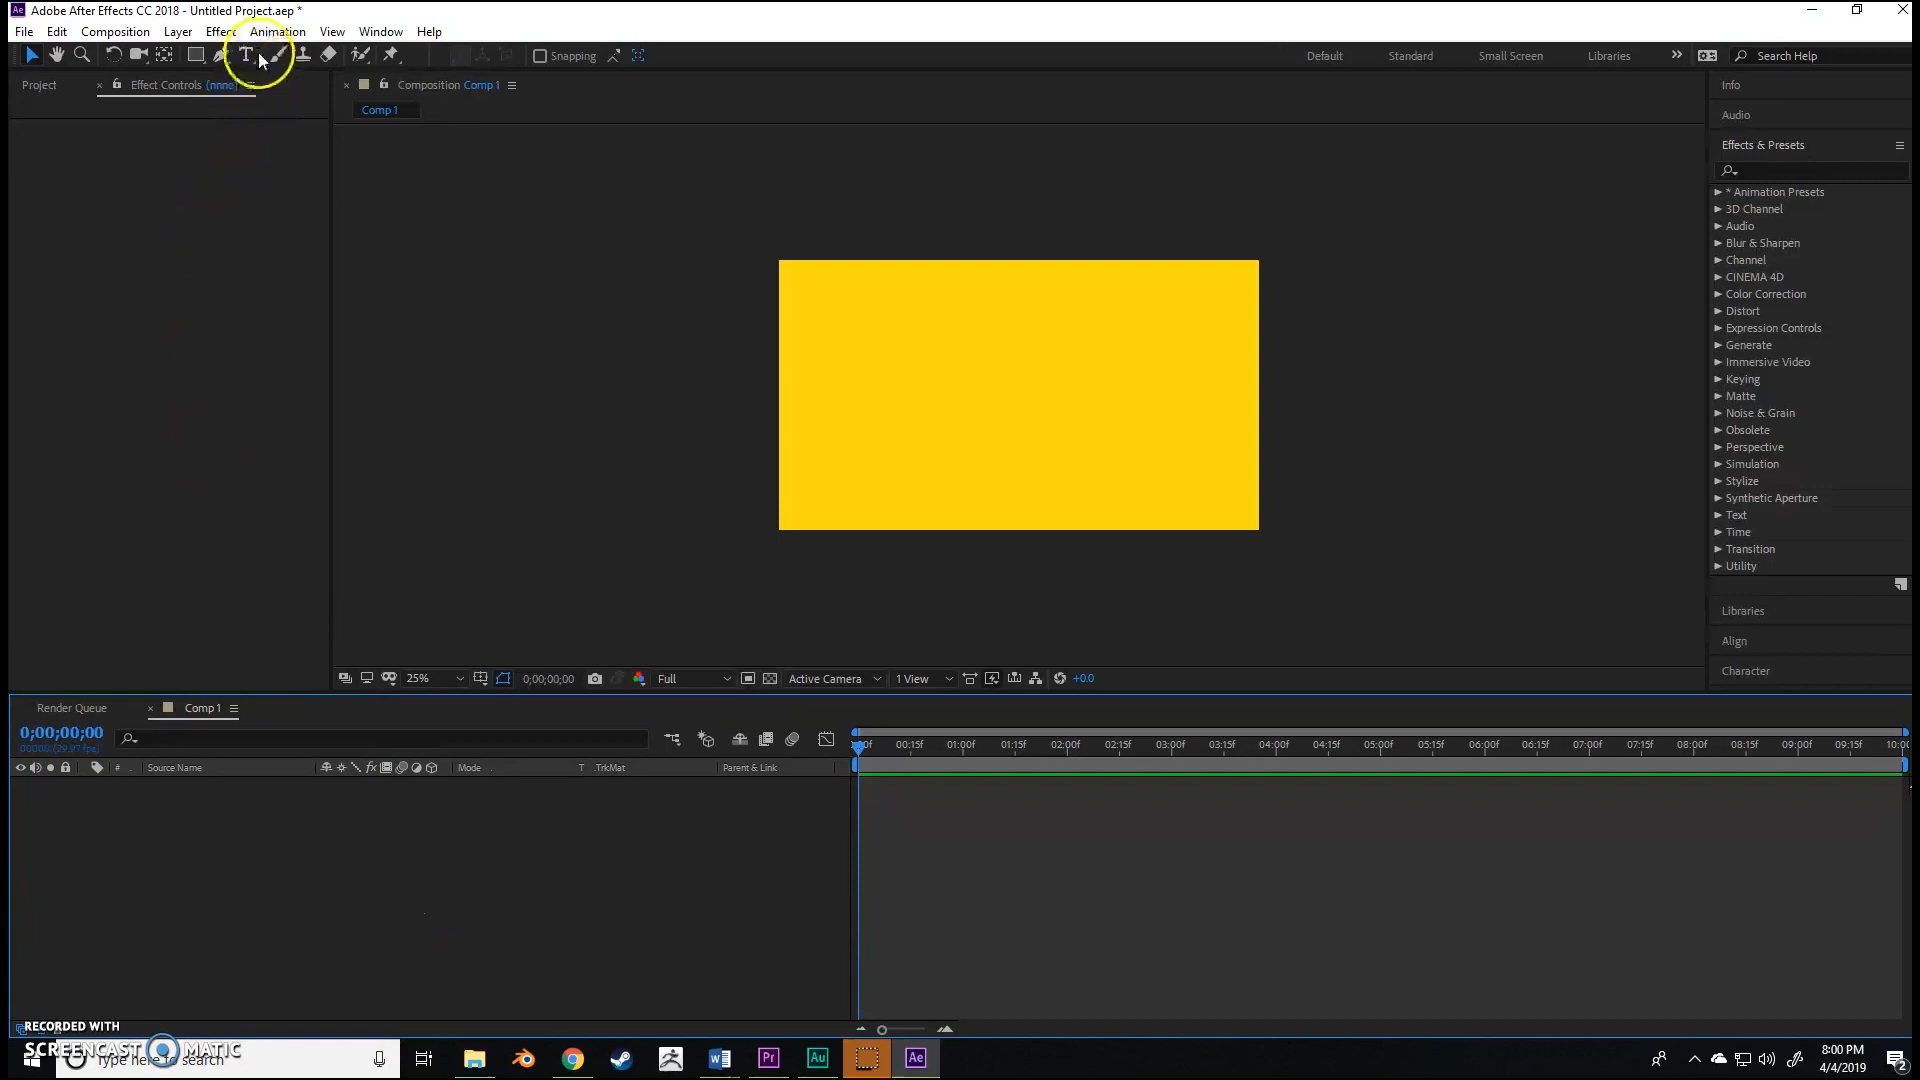 Adobe After Effects CC 2018 - Untitled Project.aep *
File Edit Composition Layer Effect Animation View Window Help
Snapping Default Standard Small Screen Libraries Search Help
Project Effect Controls (none) Composition Comp 1 Info
Comp 1
Audio
Effects & Presets
* Animation Presets
3D Channel
Audio
Blur & Sharpen
Channel
CINEMA 4D
Color Correction
Distort
Expression Controls
Generate
Immersive Video
Keying
Matte
Noise & Grain
Obsolete
Perspective
Simulation
Stylize
Synthetic Aperture
Text
Time
Transition
Utility
Libraries
Align
Character
25% 0;00;00;00 Full Active Camera 1 View +0.0
Render Queue Comp 1
0;00;00;00
00000 (29.97 fps)
00:15f 01:00f 01:15f 02:00f 02:15f 03:00f 03:15f 04:00f 04:15f 05:00f 05:15f 06:00f 06:15f 07:00f 07:15f 08:00f 08:15f 09:00f 09:15f
# Source Name Mode T .TrkMat Parent & Link
RECORDED WITH
SCREENCAST MATIC
Type here to search
8:00 PM
4/4/2019
2